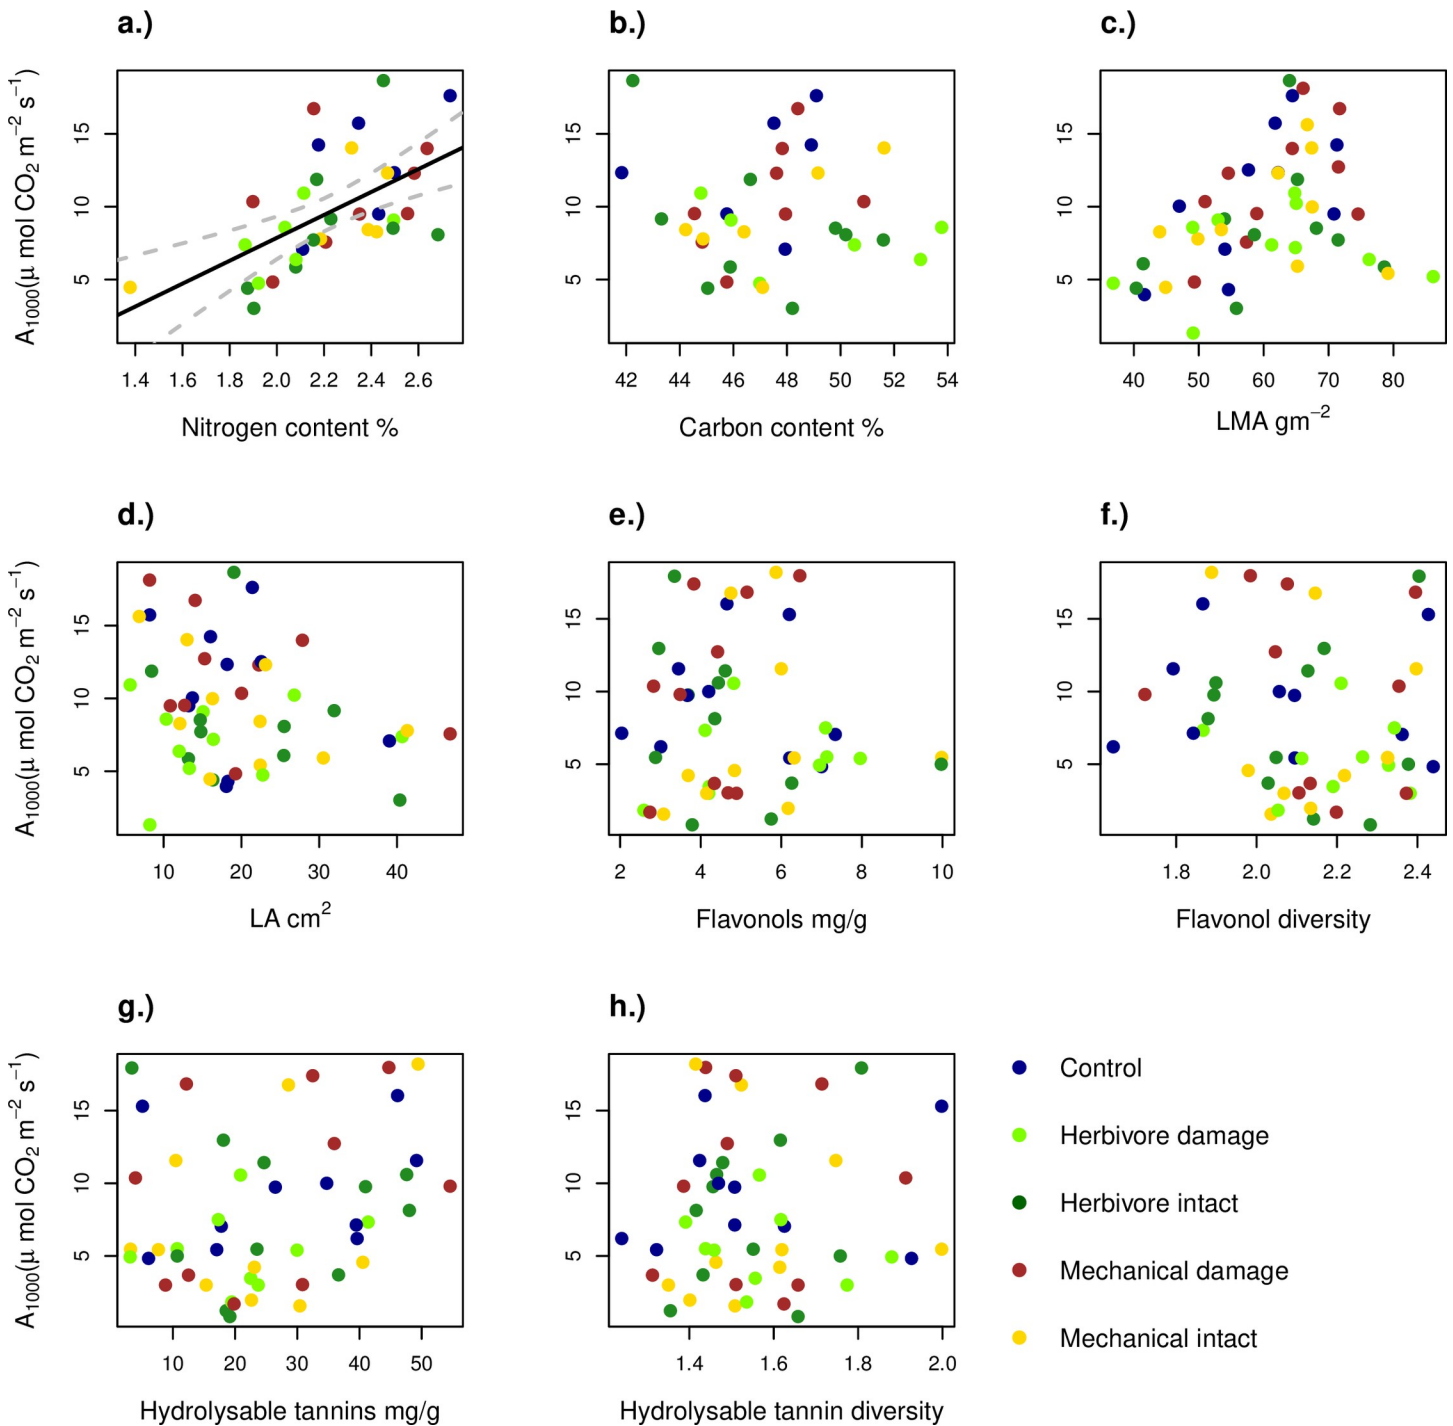 a.)
b.)
c.)
A₁₀₀₀(μ mol CO₂ m⁻² s⁻¹)
5 10 15
5 10 15
5 10 15
1.4 1.6 1.8 2.0 2.2 2.4 2.6
42 44 46 48 50 52 54
40 50 60 70 80
Nitrogen content %
Carbon content %
LMA gm⁻²
d.)
e.)
f.)
A₁₀₀₀(μ mol CO₂ m⁻² s⁻¹)
5 10 15
5 10 15
5 10 15
10 20 30 40
2 4 6 8 10
1.8 2.0 2.2 2.4
LA cm²
Flavonols mg/g
Flavonol diversity
g.)
h.)
A₁₀₀₀(μ mol CO₂ m⁻² s⁻¹)
5 10 15
5 10 15
10 20 30 40 50
1.4 1.6 1.8 2.0
Hydrolysable tannins mg/g
Hydrolysable tannin diversity
Control
Herbivore damage
Herbivore intact
Mechanical damage
Mechanical intact